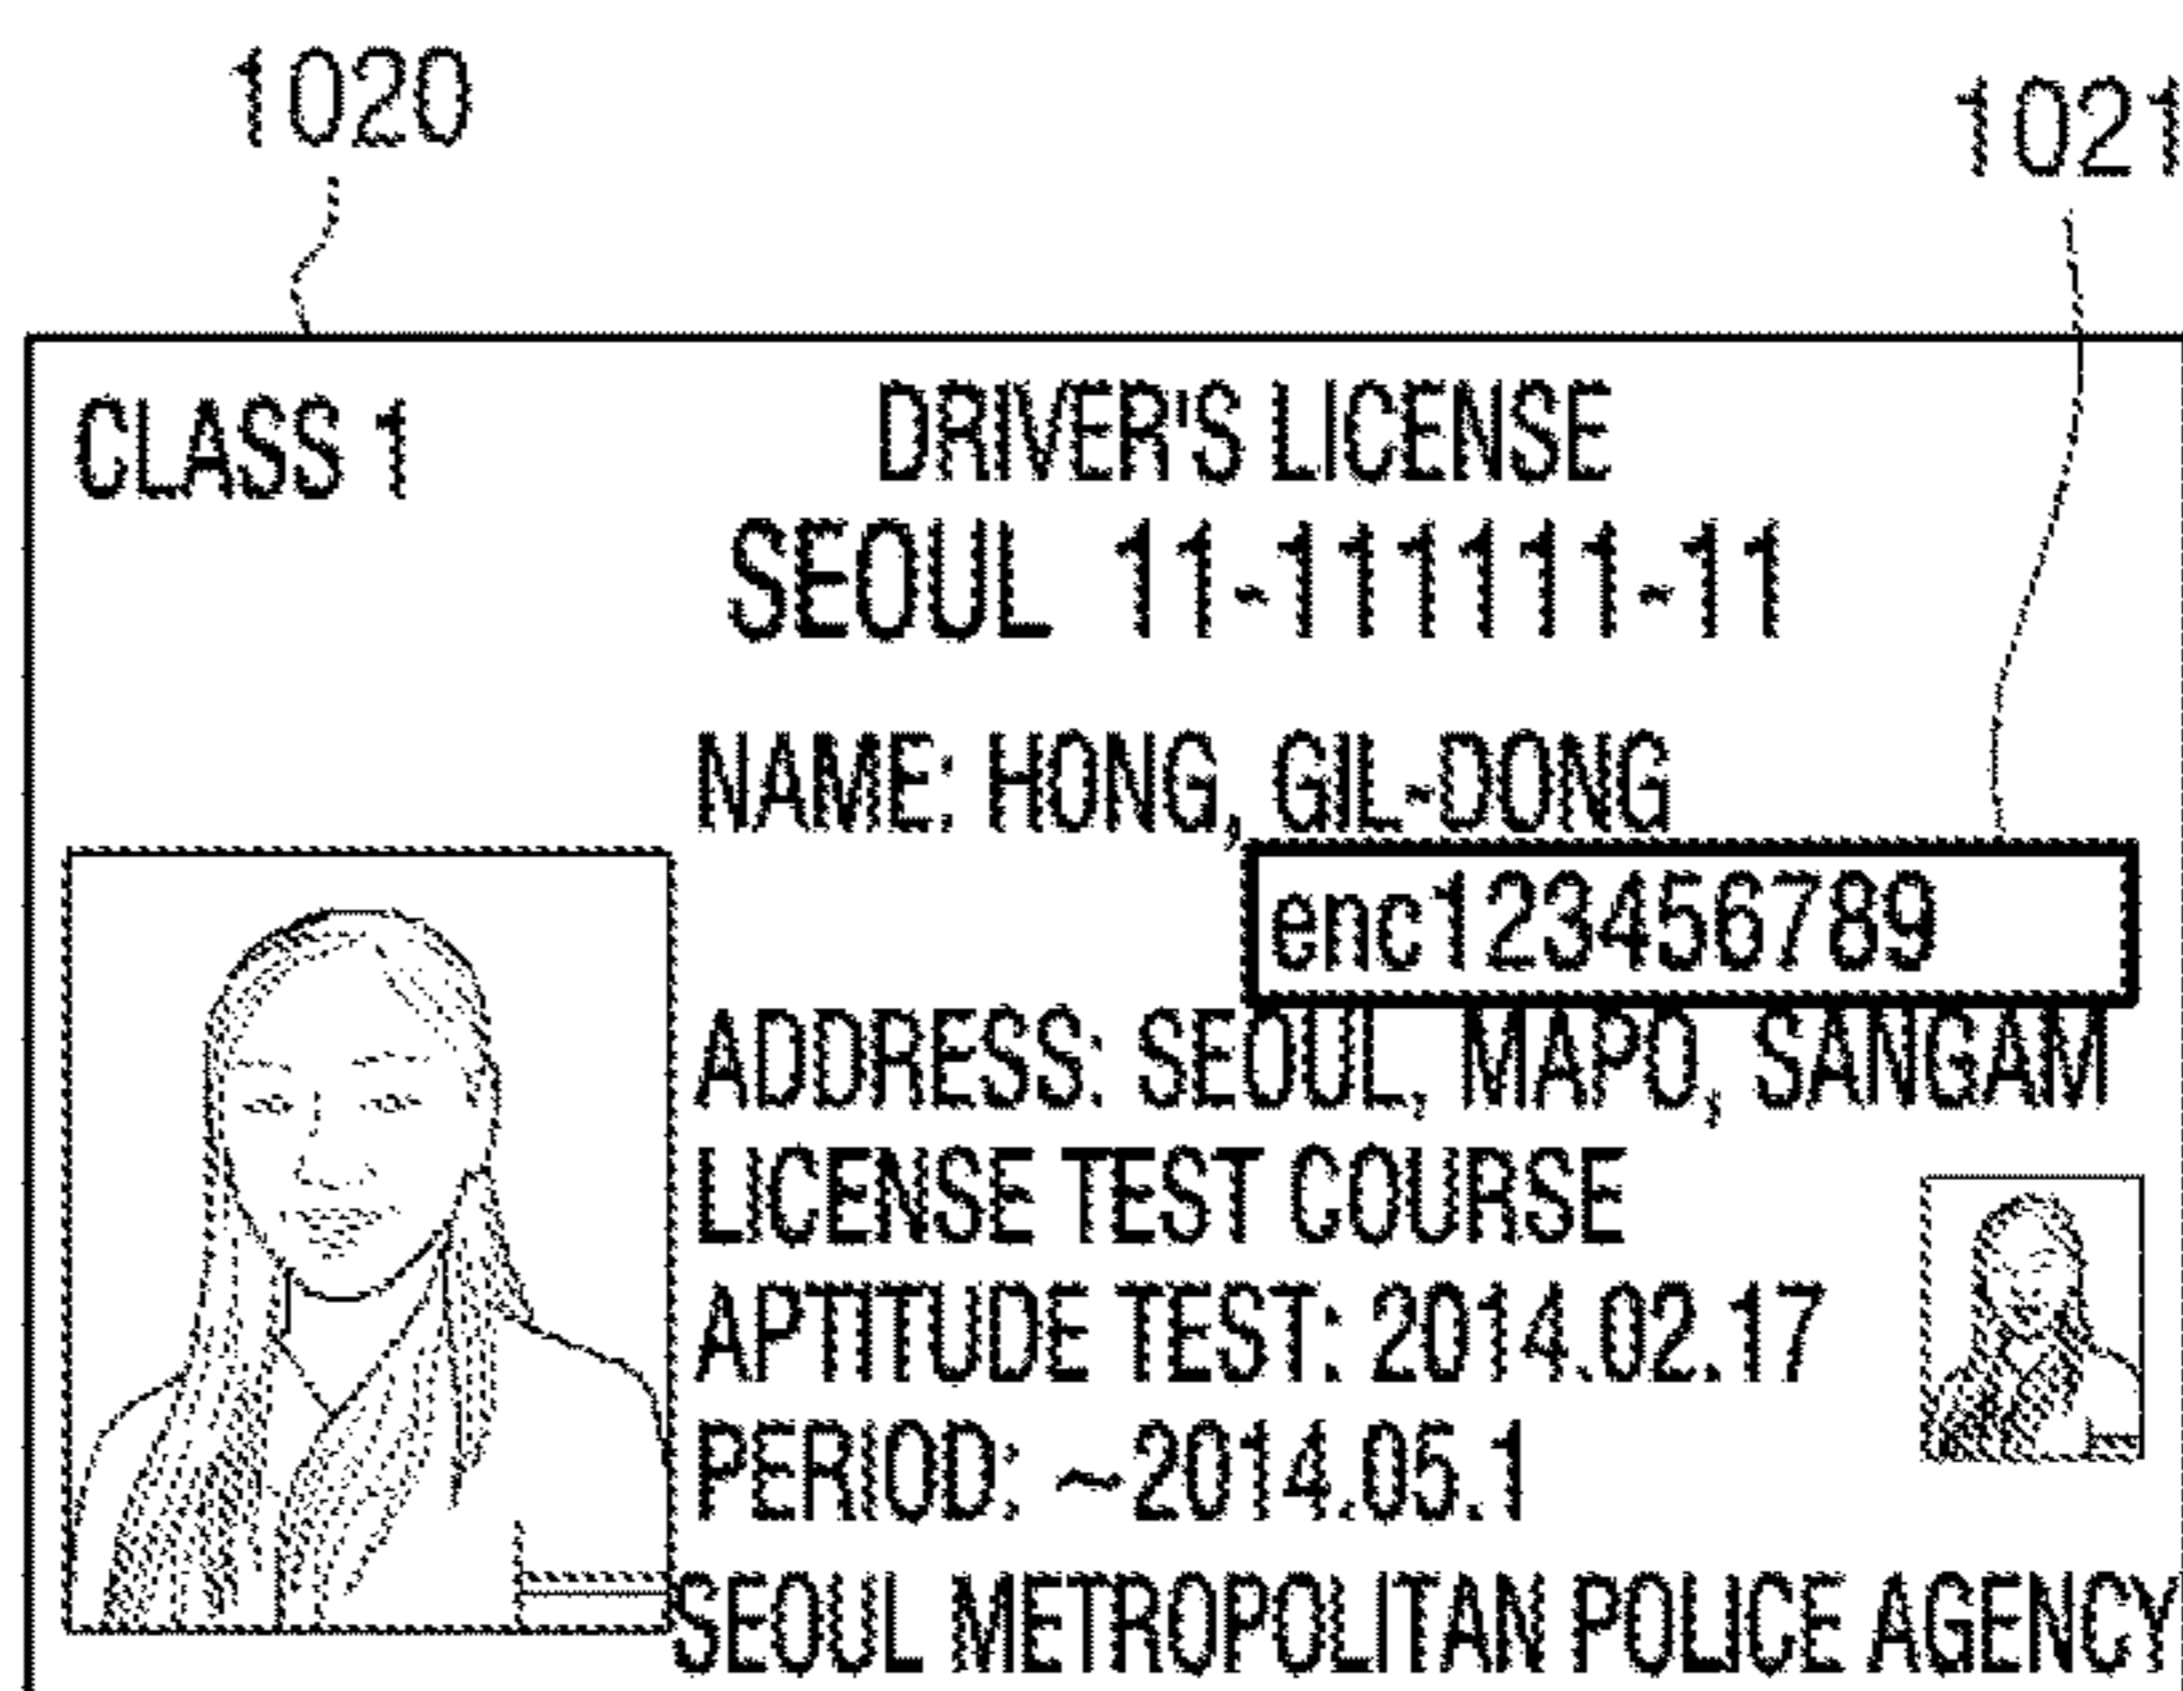 1020
1021
CLASS 1
DRIVER'S LICENSE
SEOUL 11-111111-11
NAME: HONG, GIL-DONG
enc123456789
ADDRESS: SEOUL, MAPO, SANGAM
LICENSE TEST COURSE
APTITUDE TEST: 2014.02.17
PERIOD: ~2014.05.1
SEOUL METROPOLITAN POLICE AGENCY